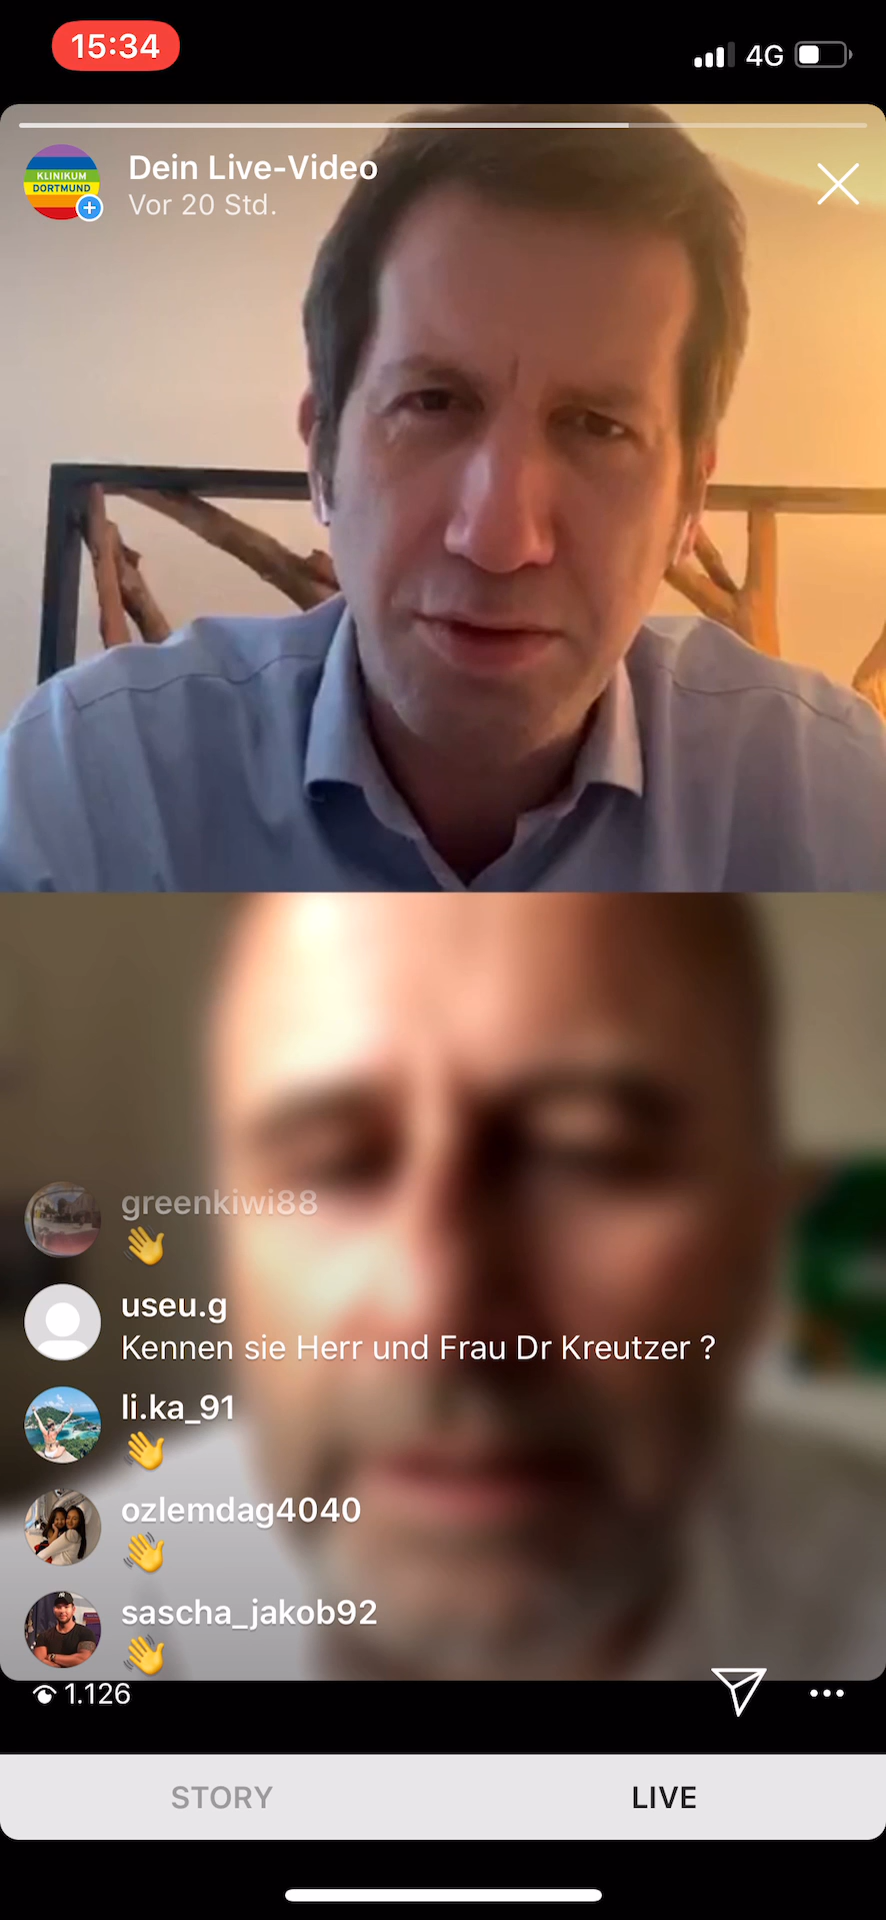 15:34
4G
KLINIKUM
DORTMUND
Dein Live-Video
Vor 20 Std.
greenkiwi88
👋
useu.g
Kennen sie Herr und Frau Dr Kreutzer ?
li.ka_91
👋
ozlemdag4040
👋
sascha_jakob92
👋
1.126
STORY
LIVE